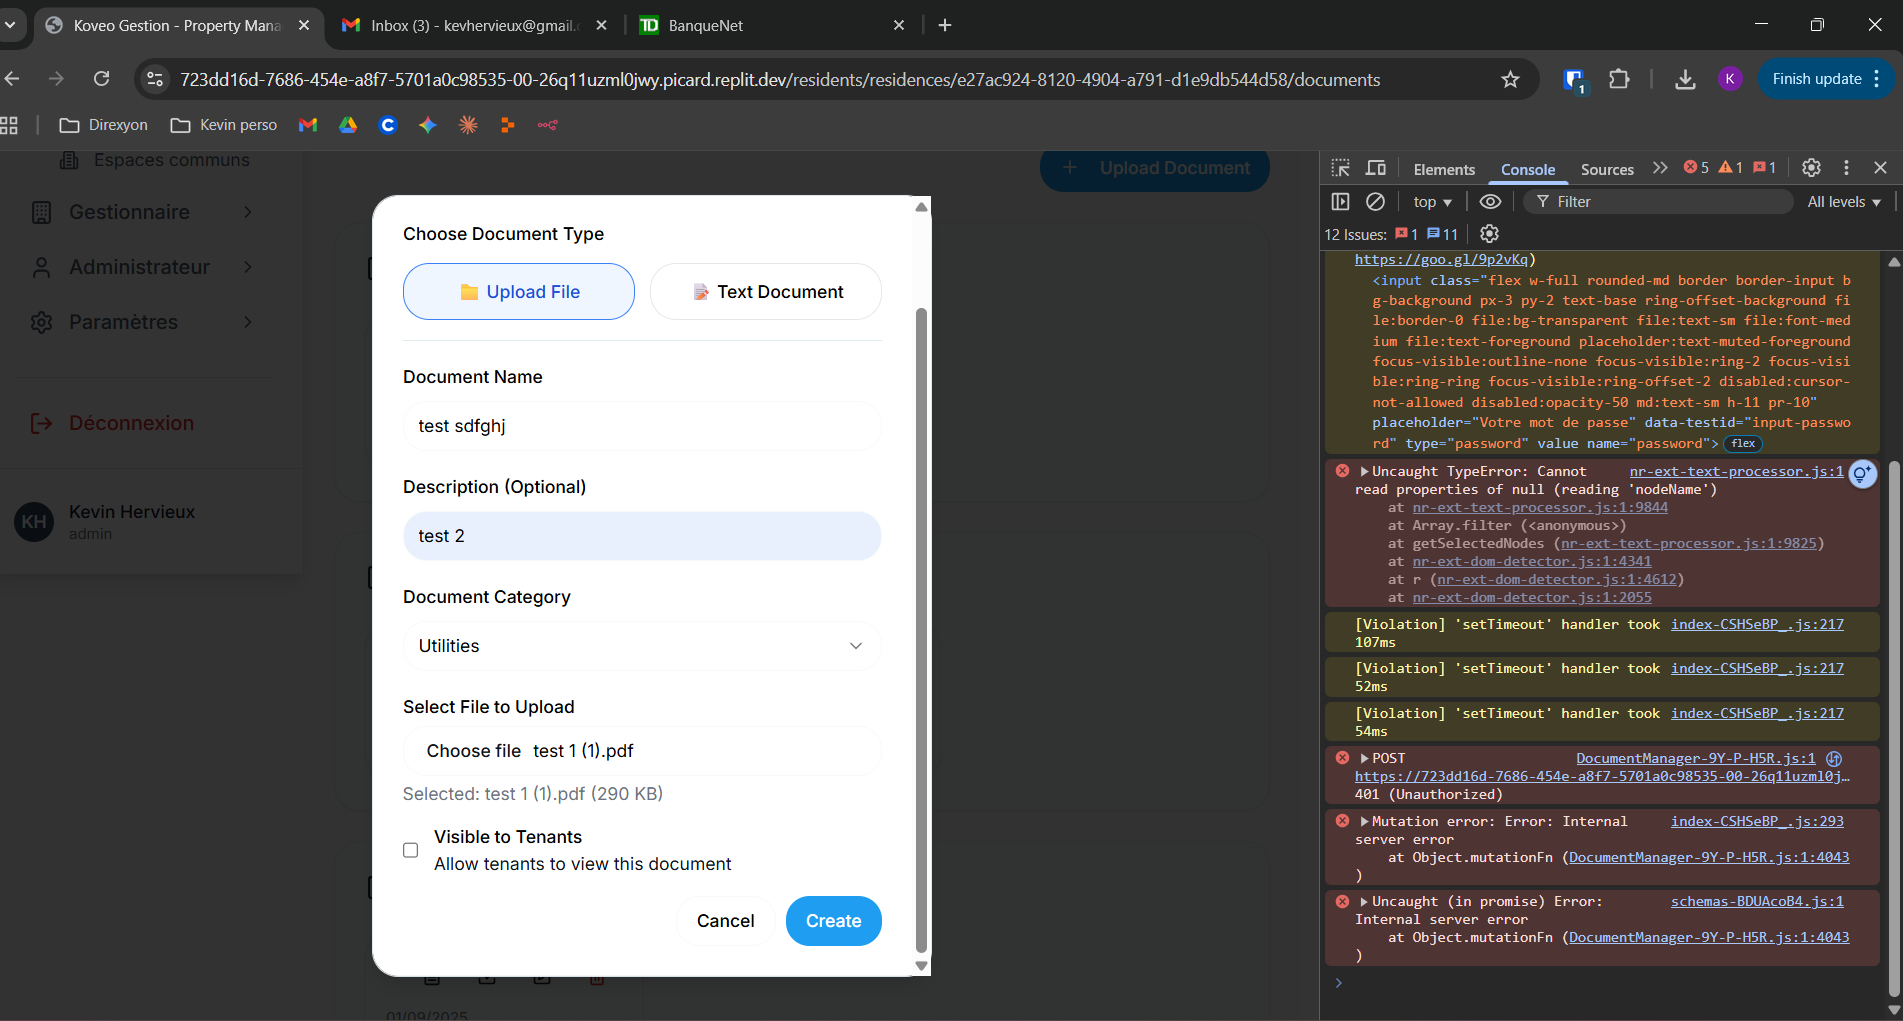 Koveo Gestion - Property Mana
Inbox (3) - kevhervieux@gmail.c
TD BanqueNet
723dd16d-7686-454e-a8f7-5701a0c98535-00-26q11uzml0jwy.picard.replit.dev/residents/residences/e27ac924-8120-4904-a791-d1e9db544d58/documents
1
K
Finish update
Direxyon
Kevin perso
Espaces communs
Gestionnaire
Administrateur
Paramètres
Déconnexion
KH
Kevin Hervieux
admin
+ Upload Document
Choose Document Type
Upload File
Text Document
Document Name
test sdfghj
Description (Optional)
test 2
Document Category
Utilities
Select File to Upload
Choose file test 1 (1).pdf
Selected: test 1 (1).pdf (290 KB)
Visible to Tenants
Allow tenants to view this document
Cancel
Create
01/09/2025
Elements
Console
Sources
5
1
1
top
Filter
All levels
12 Issues: 1 11
https://goo.gl/9p2vKq)
<input class="flex w-full rounded-md border border-input b
g-background px-3 py-2 text-base ring-offset-background fi
le:border-0 file:bg-transparent file:text-sm file:font-med
ium file:text-foreground placeholder:text-muted-foreground
focus-visible:outline-none focus-visible:ring-2 focus-visi
ble:ring-ring focus-visible:ring-offset-2 disabled:cursor-
not-allowed disabled:opacity-50 md:text-sm h-11 pr-10"
placeholder="Votre mot de passe" data-testid="input-passwo
rd" type="password" value name="password"> flex
Uncaught TypeError: Cannot nr-ext-text-processor.js:1
read properties of null (reading 'nodeName')
at nr-ext-text-processor.js:1:9844
at Array.filter (<anonymous>)
at getSelectedNodes (nr-ext-text-processor.js:1:9825)
at nr-ext-dom-detector.js:1:4341
at r (nr-ext-dom-detector.js:1:4612)
at nr-ext-dom-detector.js:1:2055
[Violation] 'setTimeout' handler took index-CSHSeBP_.js:217
107ms
[Violation] 'setTimeout' handler took index-CSHSeBP_.js:217
52ms
[Violation] 'setTimeout' handler took index-CSHSeBP_.js:217
54ms
POST DocumentManager-9Y-P-H5R.js:1
https://723dd16d-7686-454e-a8f7-5701a0c98535-00-26q11uzml0j…
401 (Unauthorized)
Mutation error: Error: Internal index-CSHSeBP_.js:293
server error
at Object.mutationFn (DocumentManager-9Y-P-H5R.js:1:4043
)
Uncaught (in promise) Error: schemas-BDUAcoB4.js:1
Internal server error
at Object.mutationFn (DocumentManager-9Y-P-H5R.js:1:4043
)